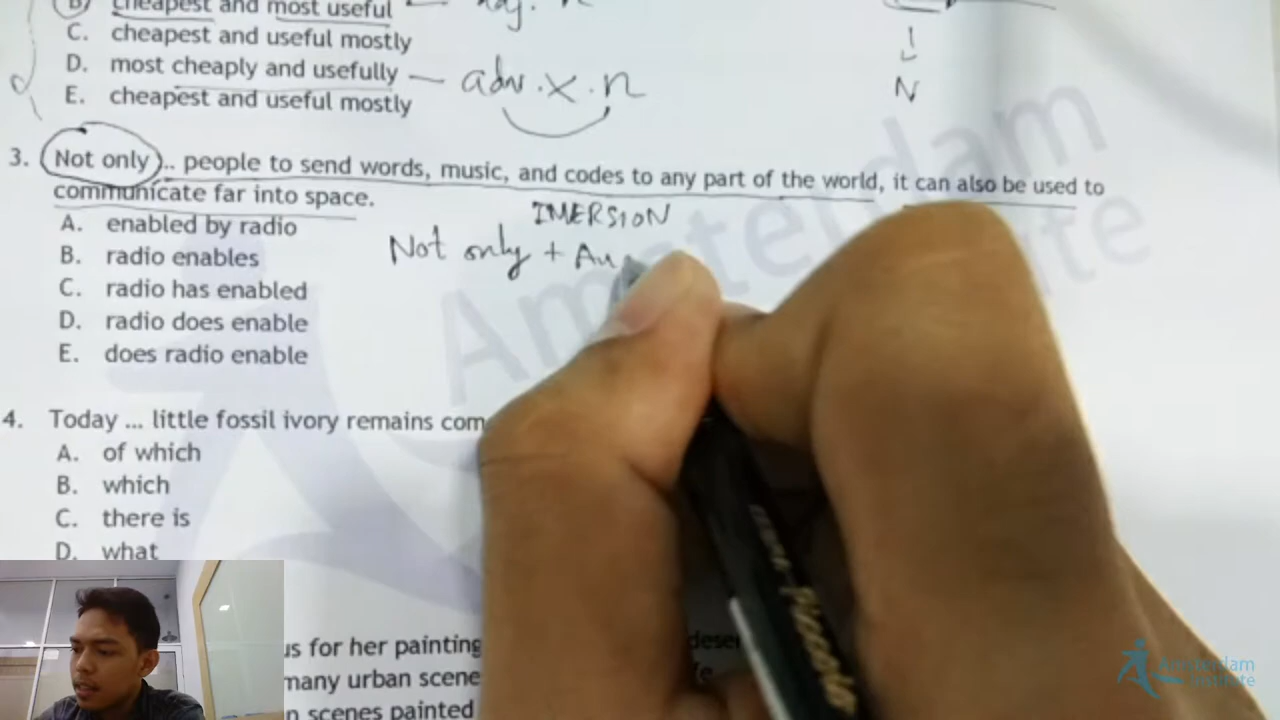 B) cheapest and most useful — adj. n
C. cheapest and useful mostly
D. most cheaply and usefully — adv. x. n
E. cheapest and useful mostly
N
3. Not only ... people to send words, music, and codes to any part of the world, it can also be used to
communicate far into space.
A. enabled by radio
B. radio enables
C. radio has enabled
D. radio does enable
E. does radio enable
IMERSION
Not only + Au
4. Today ... little fossil ivory remains com
A. of which
B. which
C. there is
D. what
us for her painting
many urban scene
n scenes painted
Amsterdam
Institute